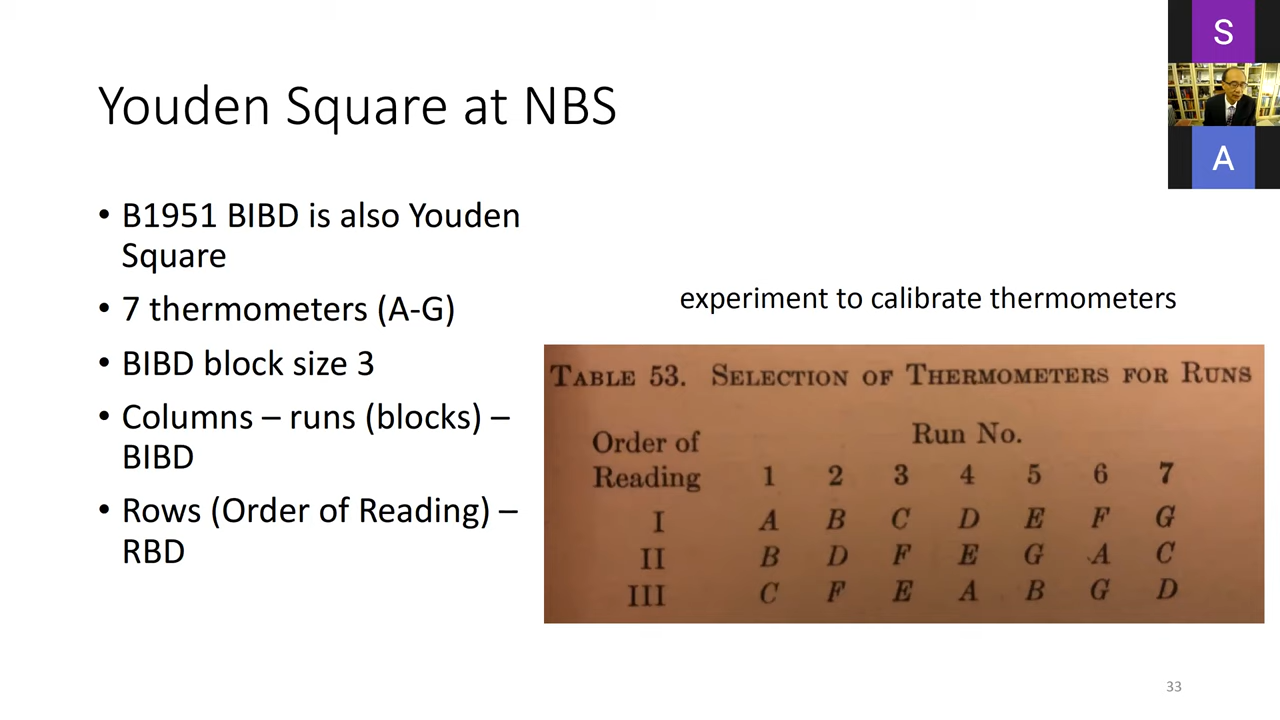 Youden Square at NBS
• B1951 BIBD is also Youden
Square
• 7 thermometers (A-G)
• BIBD block size 3
• Columns – runs (blocks) –
BIBD
• Rows (Order of Reading) –
RBD
experiment to calibrate thermometers
TABLE 53. SELECTION OF THERMOMETERS FOR RUNS
Order of Run No.
Reading 1 2 3 4 5 6 7
I A B C D E F G
II B D F E G A C
III C F E A B G D
S
A
33